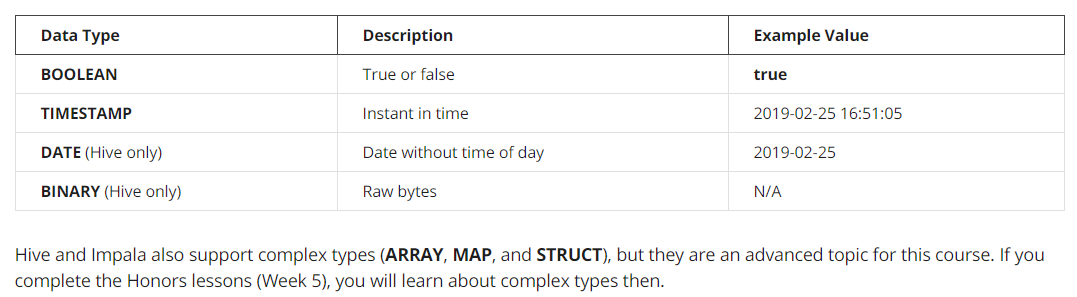 Data Type Description Example Value
BOOLEAN True or false true
TIMESTAMP Instant in time 2019-02-25 16:51:05
DATE (Hive only) Date without time of day 2019-02-25
BINARY (Hive only) Raw bytes N/A
Hive and Impala also support complex types (ARRAY, MAP, and STRUCT), but they are an advanced topic for this course. If you
complete the Honors lessons (Week 5), you will learn about complex types then.